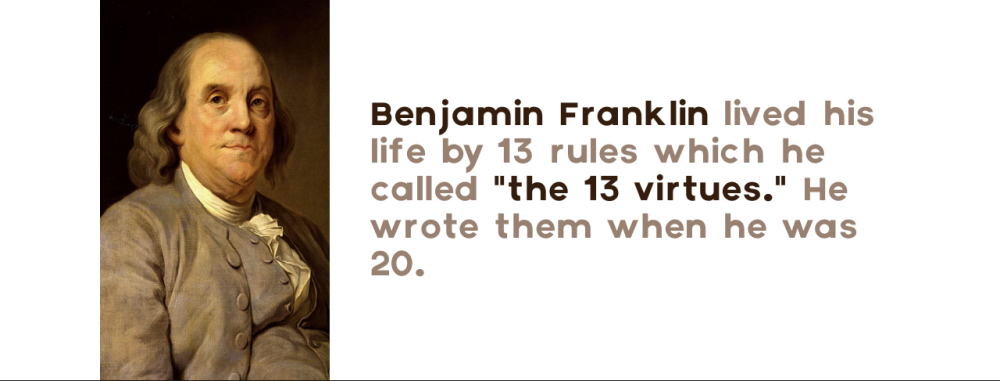 Benjamin Franklin lived his
life by 13 rules which he
called "the 13 virtues." He
wrote them when he was
20.